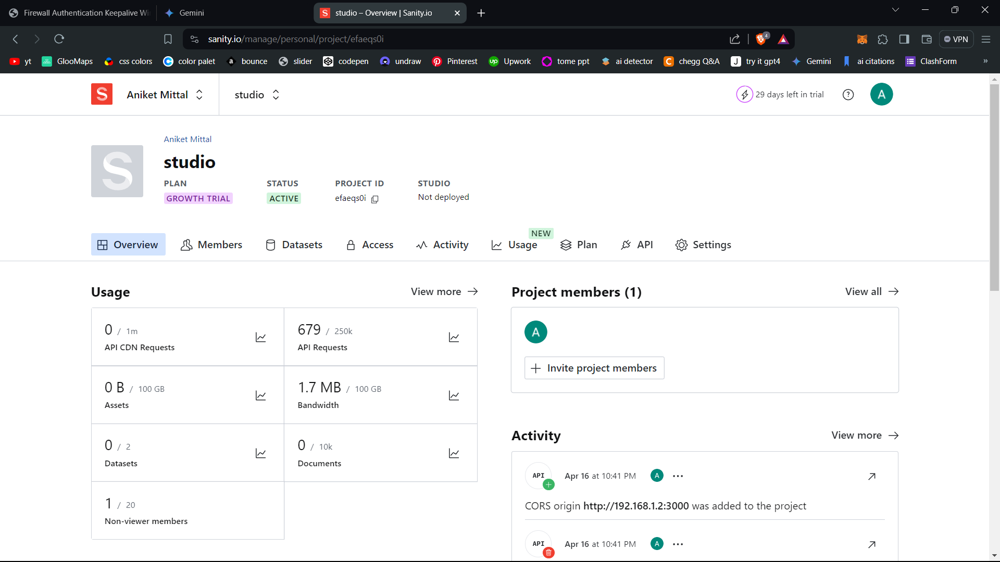 Firewall Authentication Keepalive Wi
Gemini
studio – Overview | Sanity.io
sanity.io/manage/personal/project/efaeqs0i
4
VPN
yt
GlooMaps
css colors
color palet
bounce
slider
codepen
undraw
Pinterest
Upwork
tome ppt
ai detector
chegg Q&A
try it gpt4
Gemini
ai citations
ClashForm
Aniket Mittal
studio
29 days left in trial
A
Aniket Mittal
studio
PLAN
GROWTH TRIAL
STATUS
ACTIVE
PROJECT ID
efaeqs0i
STUDIO
Not deployed
Overview
Members
Datasets
Access
Activity
Usage
NEW
Plan
API
Settings
Usage
View more →
0 / 1m
API CDN Requests
679 / 250k
API Requests
0 B / 100 GB
Assets
1.7 MB / 100 GB
Bandwidth
0 / 2
Datasets
0 / 10k
Documents
1 / 20
Non-viewer members
Project members (1)
View all →
A
+ Invite project members
Activity
View more →
API
Apr 16 at 10:41 PM
A
CORS origin http://192.168.1.2:3000 was added to the project
API
Apr 16 at 10:41 PM
A